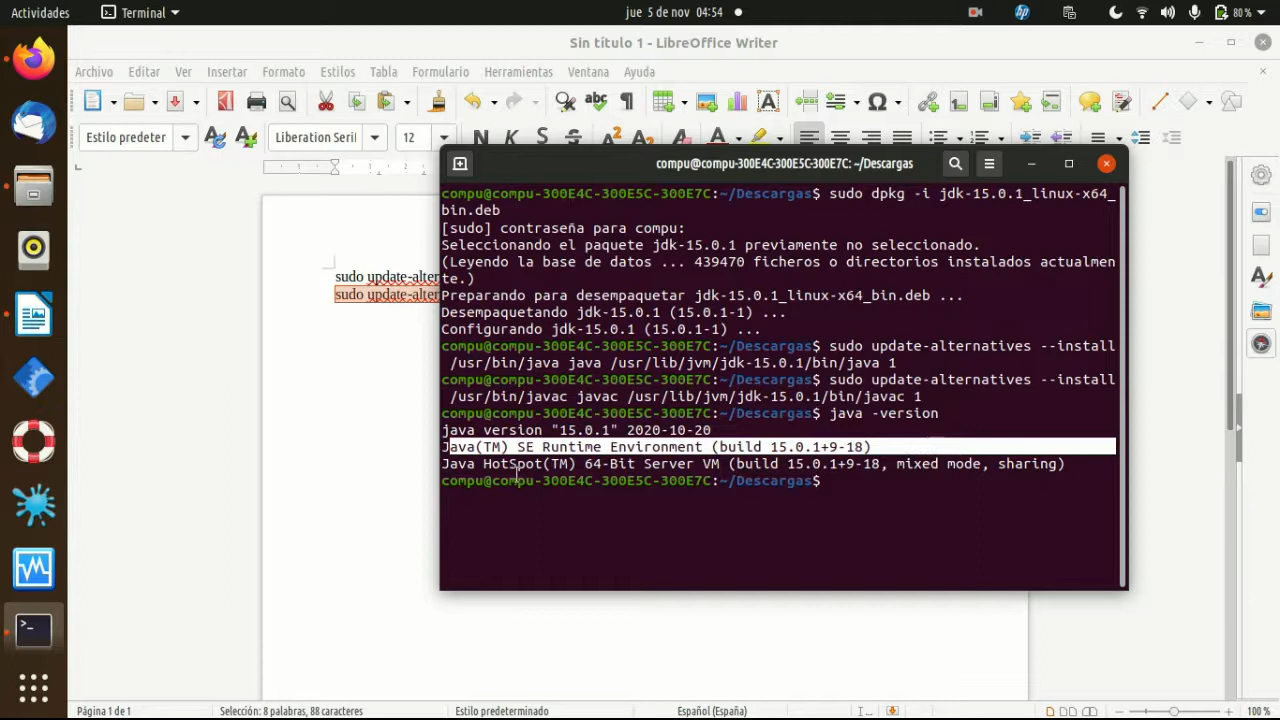 Actividades Terminal jue 5 de nov 04:54 80 %
Sin título 1 - LibreOffice Writer
Archivo Editar Ver Insertar Formato Estilos Tabla Formulario Herramientas Ventana Ayuda
Estilo predeter Liberation Seri 12 N K S S A A A A
compu@compu-300E4C-300E5C-300E7C: ~/Descargas
compu@compu-300E4C-300E5C-300E7C:~/Descargas$ sudo dpkg -i jdk-15.0.1_linux-x64_
bin.deb
[sudo] contraseña para compu:
Seleccionando el paquete jdk-15.0.1 previamente no seleccionado.
(Leyendo la base de datos ... 439470 ficheros o directorios instalados actualmen
te.)
Preparando para desempaquetar jdk-15.0.1_linux-x64_bin.deb ...
Desempaquetando jdk-15.0.1 (15.0.1-1) ...
Configurando jdk-15.0.1 (15.0.1-1) ...
compu@compu-300E4C-300E5C-300E7C:~/Descargas$ sudo update-alternatives --install
/usr/bin/java java /usr/lib/jvm/jdk-15.0.1/bin/java 1
compu@compu-300E4C-300E5C-300E7C:~/Descargas$ sudo update-alternatives --install
/usr/bin/javac javac /usr/lib/jvm/jdk-15.0.1/bin/javac 1
compu@compu-300E4C-300E5C-300E7C:~/Descargas$ java -version
java version "15.0.1" 2020-10-20
Java(TM) SE Runtime Environment (build 15.0.1+9-18)
Java HotSpot(TM) 64-Bit Server VM (build 15.0.1+9-18, mixed mode, sharing)
compu@compu-300E4C-300E5C-300E7C:~/Descargas$
sudo update-alter
sudo update-alter
Página 1 de 1 Selección: 8 palabras, 88 caracteres Estilo predeterminado Español (España) 100 %